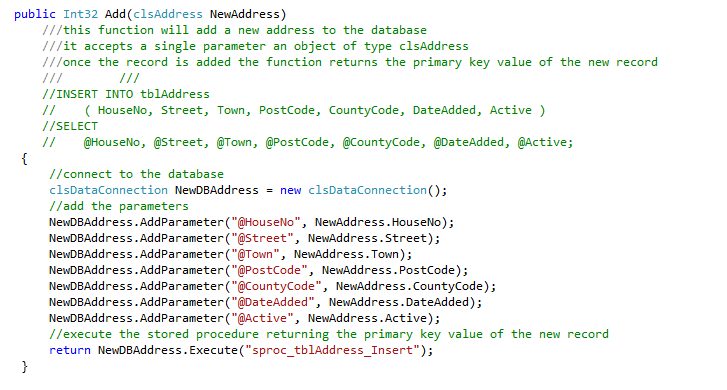 public Int32 Add(clsAddress NewAddress)
    ///this function will add a new address to the database
    ///it accepts a single parameter an object of type clsAddress
    ///once the record is added the function returns the primary key value of the new record
    ///        ///
    //INSERT INTO tblAddress
    //    ( HouseNo, Street, Town, PostCode, CountyCode, DateAdded, Active )
    //SELECT
    //    @HouseNo, @Street, @Town, @PostCode, @CountyCode, @DateAdded, @Active;
 {
     //connect to the database
     clsDataConnection NewDBAddress = new clsDataConnection();
     //add the parameters
     NewDBAddress.AddParameter("@HouseNo", NewAddress.HouseNo);
     NewDBAddress.AddParameter("@Street", NewAddress.Street);
     NewDBAddress.AddParameter("@Town", NewAddress.Town);
     NewDBAddress.AddParameter("@PostCode", NewAddress.PostCode);
     NewDBAddress.AddParameter("@CountyCode", NewAddress.CountyCode);
     NewDBAddress.AddParameter("@DateAdded", NewAddress.DateAdded);
     NewDBAddress.AddParameter("@Active", NewAddress.Active);
     //execute the stored procedure returning the primary key value of the new record
     return NewDBAddress.Execute("sproc_tblAddress_Insert");
 }